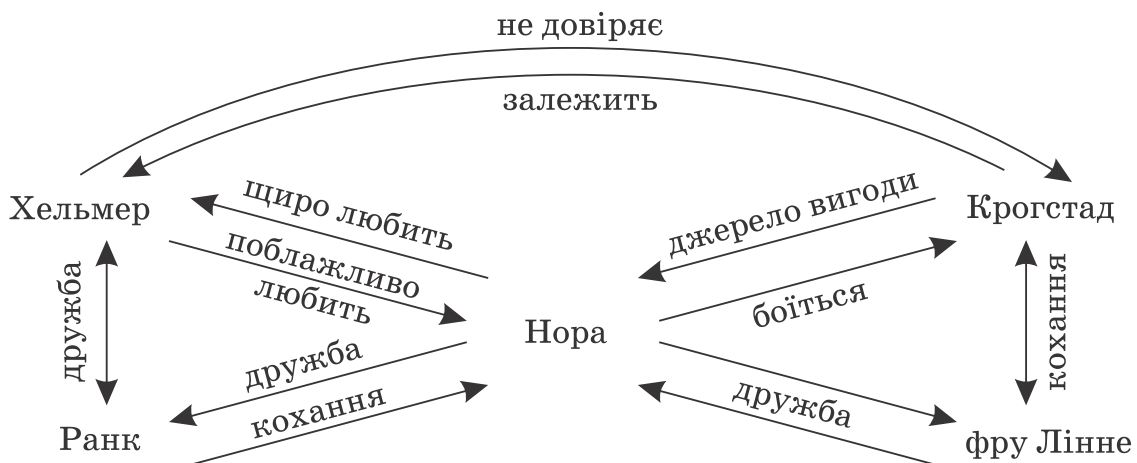 не довіряє
залежить
Хельмер
щиро любить
джерело вигоди
Крогстад
поблажливо
любить
боїться
дружба
Нора
кохання
дружба
кохання
дружба
Ранк
фру Лінне